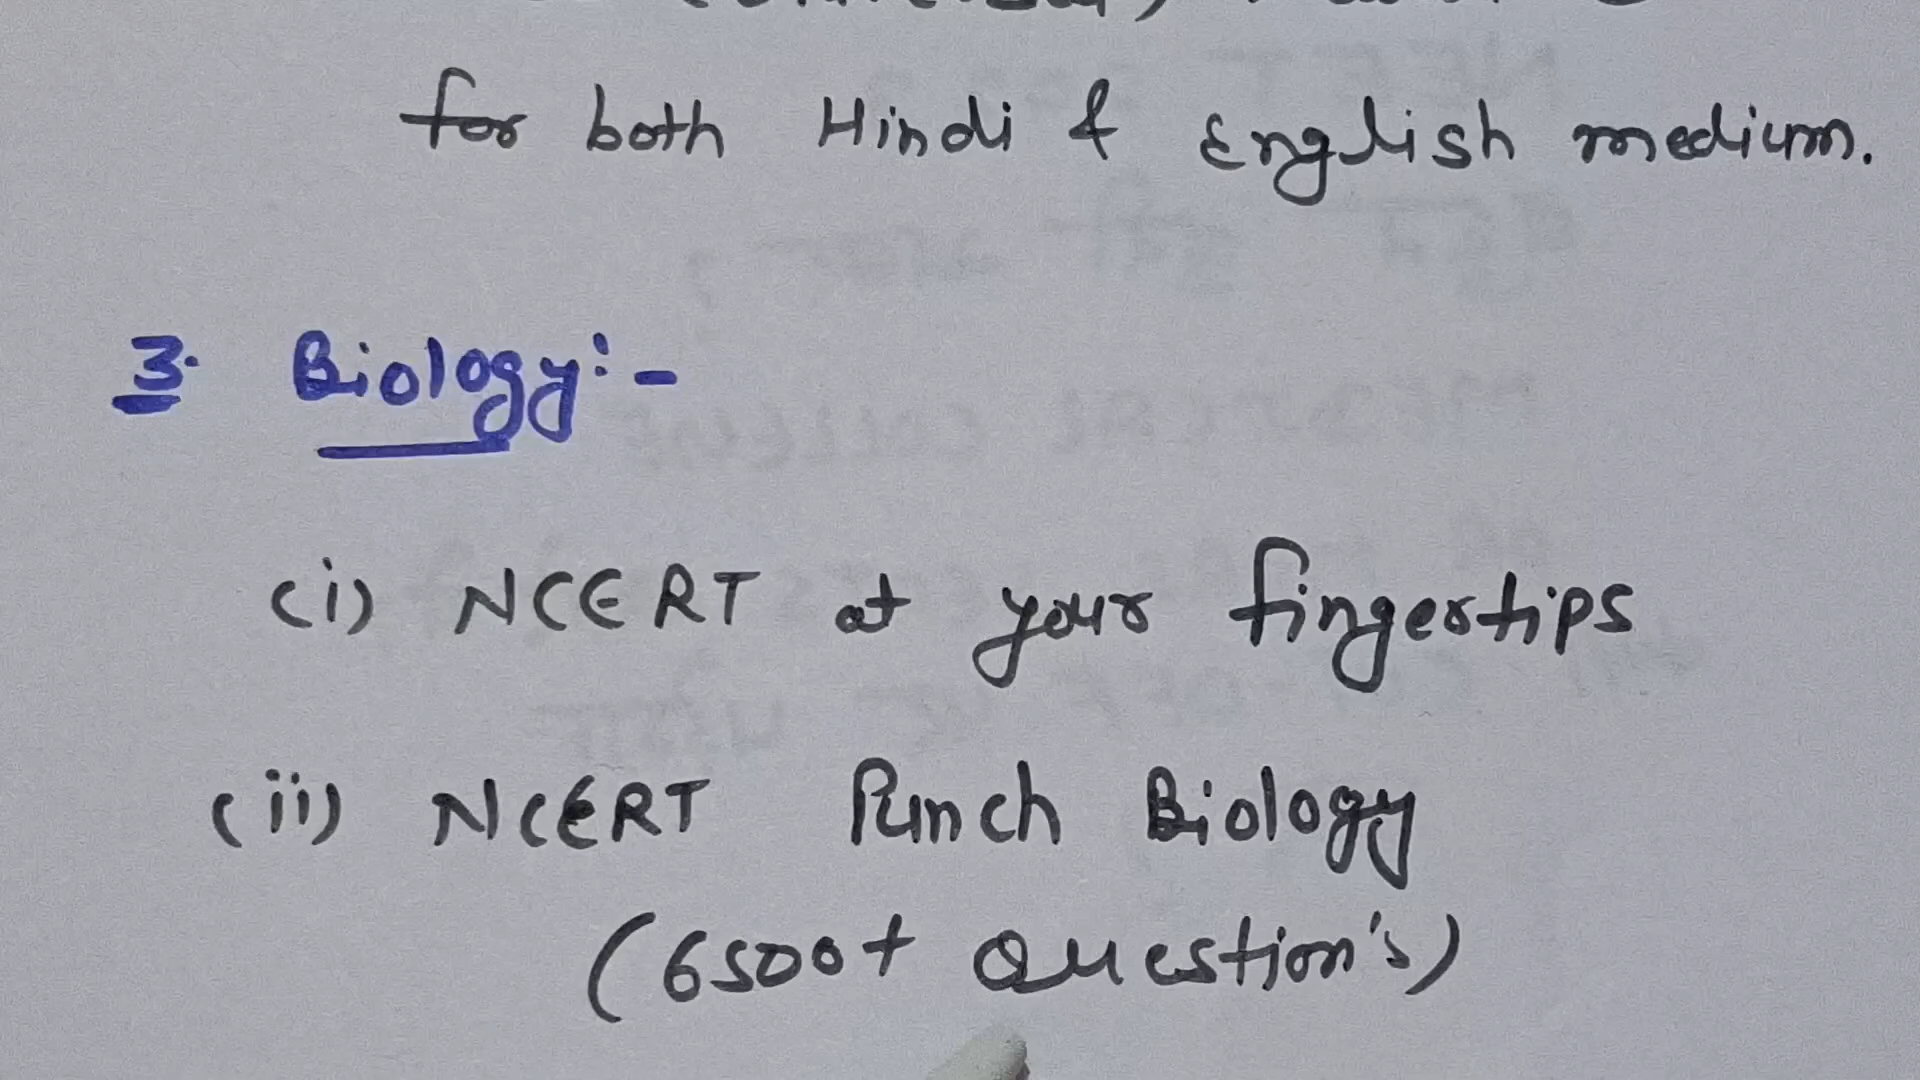 for both Hindi & English medium.
3. Biology:-
(i) NCERT at your fingertips
(ii) NCERT Punch Biology
(6500+ Question's)